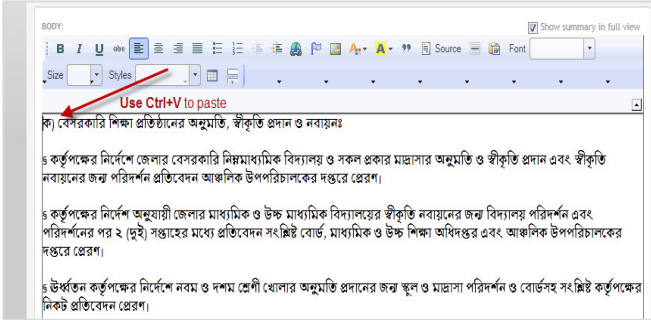 BODY:
Show summary in full view
B I U abc Source Font
Size Styles
Use Ctrl+V to paste
ক) বেসরকারি শিক্ষা প্রতিষ্ঠানের অনুমতি, স্বীকৃতি প্রদান ও নবায়নঃ
§ কর্তৃপক্ষের নির্দেশে জেলার বেসরকারি নিম্নমাধ্যমিক বিদ্যালয় ও সকল প্রকার মাদ্রাসার অনুমতি ও স্বীকৃতি প্রদান এবং স্বীকৃতি
নবায়নের জন্য পরিদর্শন প্রতিবেদন আঞ্চলিক উপপরিচালকের দপ্তরে প্রেরণ।
§ কর্তৃপক্ষের নির্দেশ অনুযায়ী জেলার মাধ্যমিক ও উচ্চ মাধ্যমিক বিদ্যালয়ের স্বীকৃতি নবায়নের জন্য বিদ্যালয় পরিদর্শন এবং
পরিদর্শনের পর ২ (দুই) সপ্তাহের মধ্যে প্রতিবেদন সংশ্লিষ্ট বোর্ড, মাধ্যমিক ও উচ্চ শিক্ষা অধিদপ্তর এবং আঞ্চলিক উপপরিচালকের
দপ্তরে প্রেরণ।
§ ঊর্ধ্বতন কর্তৃপক্ষের নির্দেশে নবম ও দশম শ্রেণী খোলার অনুমতি প্রদানের জন্য স্কুল ও মাদ্রাসা পরিদর্শন ও বোর্ডসহ সংশ্লিষ্ট কর্তৃপক্ষের
নিকট প্রতিবেদন প্রেরণ।